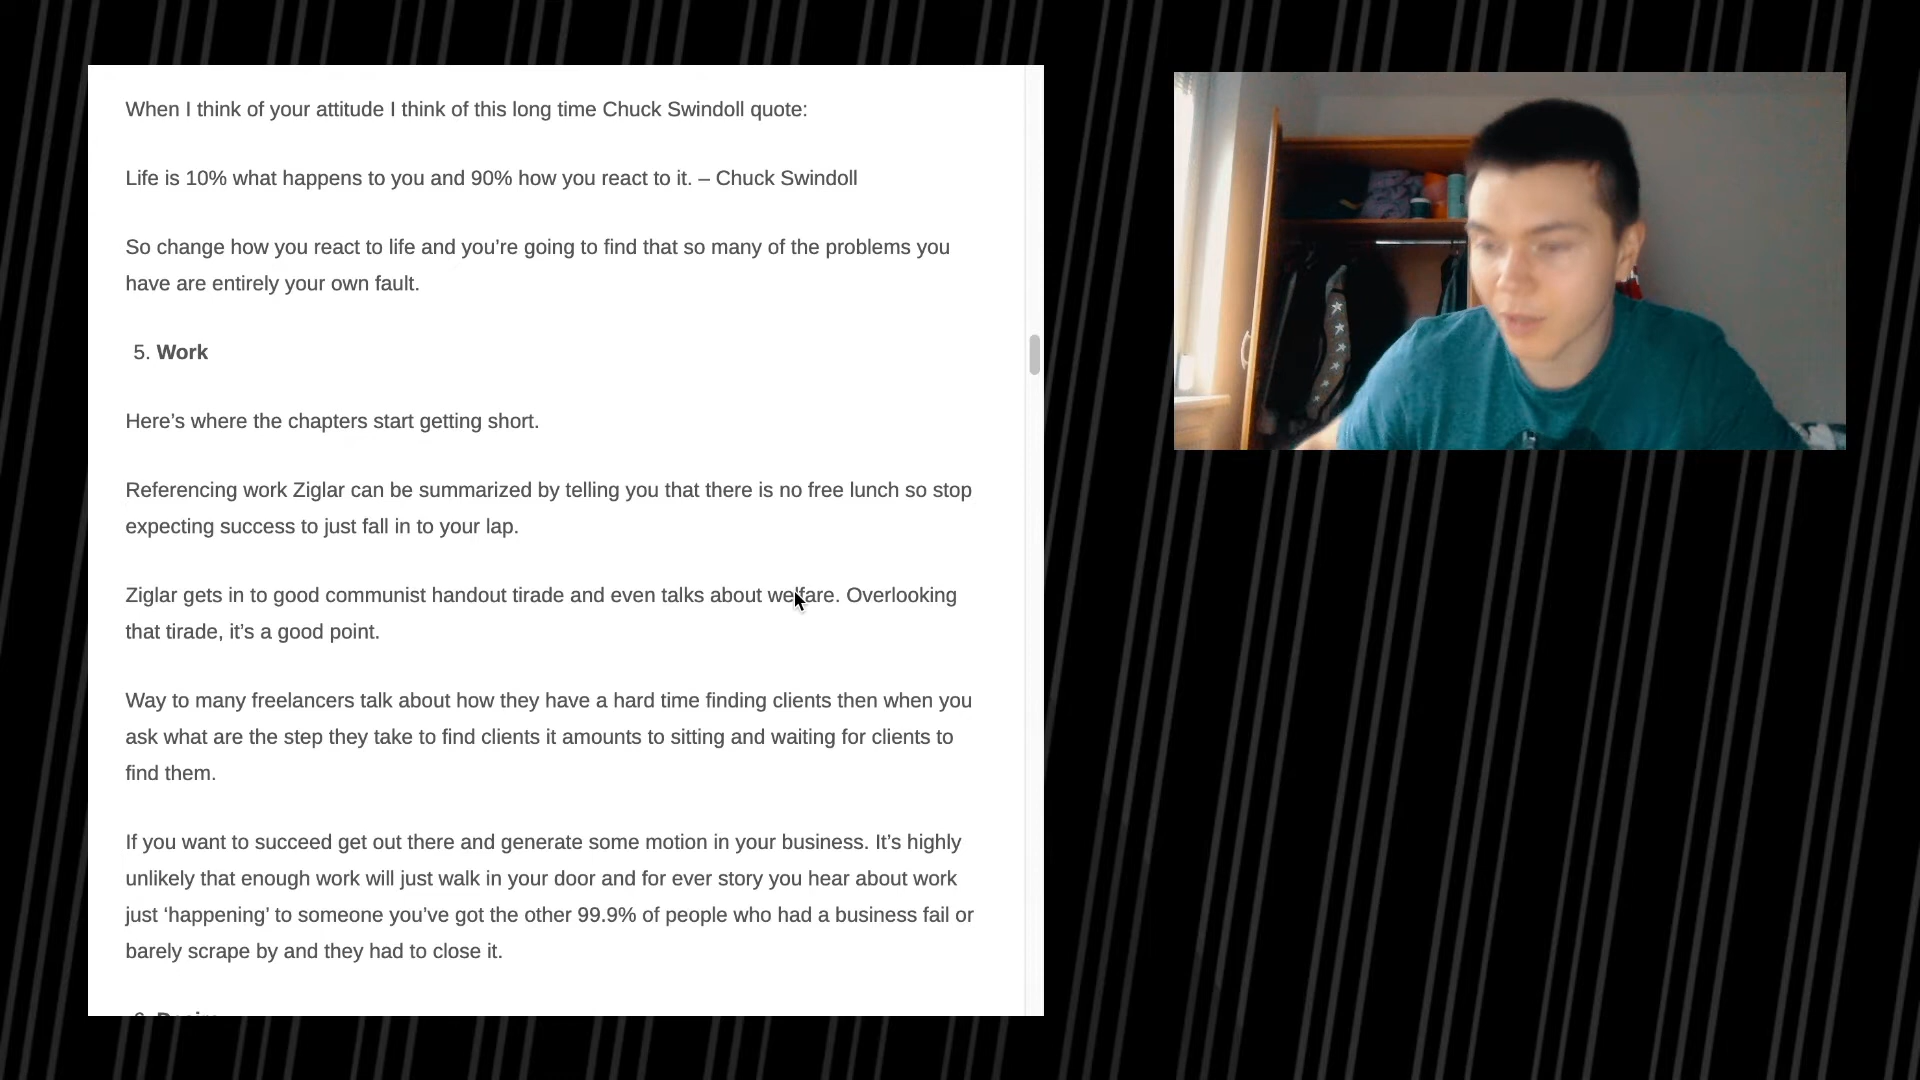 When I think of your attitude I think of this long time Chuck Swindoll quote:
Life is 10% what happens to you and 90% how you react to it. – Chuck Swindoll
So change how you react to life and you’re going to find that so many of the problems you
have are entirely your own fault.
5. Work
Here’s where the chapters start getting short.
Referencing work Ziglar can be summarized by telling you that there is no free lunch so stop
expecting success to just fall in to your lap.
Ziglar gets in to good communist handout tirade and even talks about welfare. Overlooking
that tirade, it’s a good point.
Way to many freelancers talk about how they have a hard time finding clients then when you
ask what are the step they take to find clients it amounts to sitting and waiting for clients to
find them.
If you want to succeed get out there and generate some motion in your business. It’s highly
unlikely that enough work will just walk in your door and for ever story you hear about work
just ‘happening’ to someone you’ve got the other 99.9% of people who had a business fail or
barely scrape by and they had to close it.